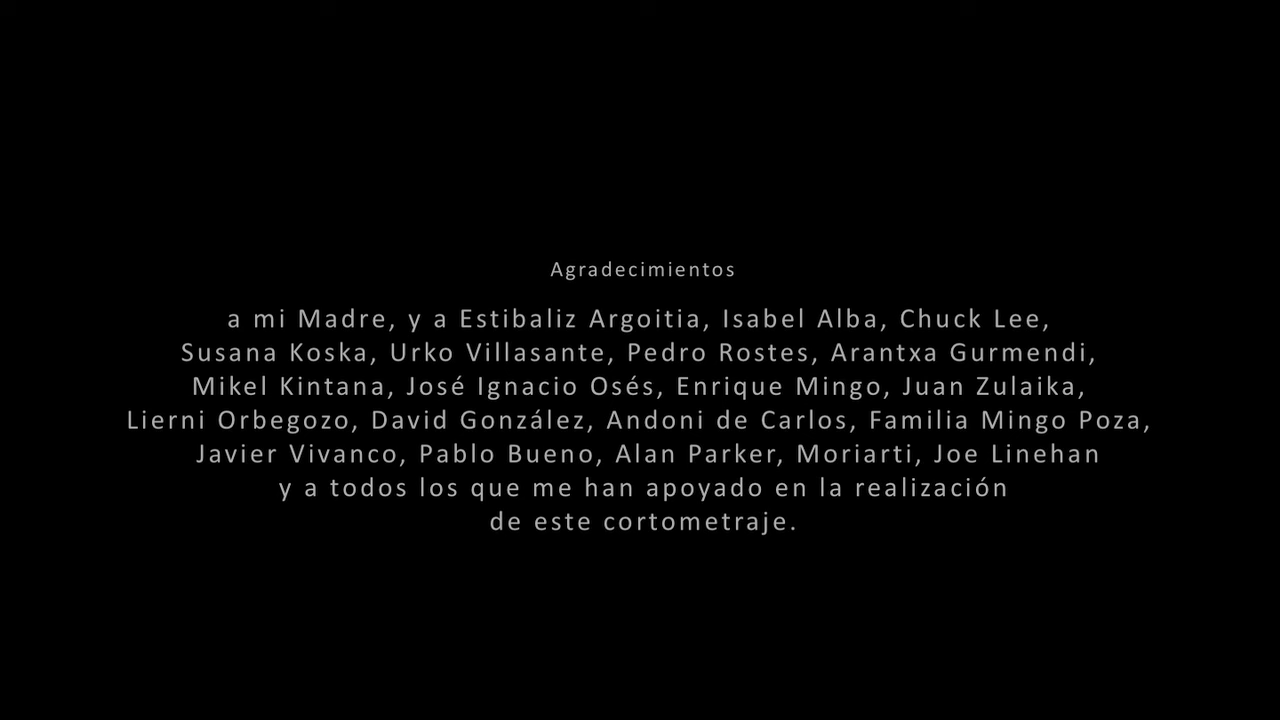 Agradecimientos
a mi Madre, y a Estibaliz Argoitia, Isabel Alba, Chuck Lee,
Susana Koska, Urko Villasante, Pedro Rostes, Arantxa Gurmendi,
Mikel Kintana, José Ignacio Osés, Enrique Mingo, Juan Zulaika,
Lierni Orbegozo, David González, Andoni de Carlos, Familia Mingo Poza,
Javier Vivanco, Pablo Bueno, Alan Parker, Moriarti, Joe Linehan
y a todos los que me han apoyado en la realización
de este cortometraje.